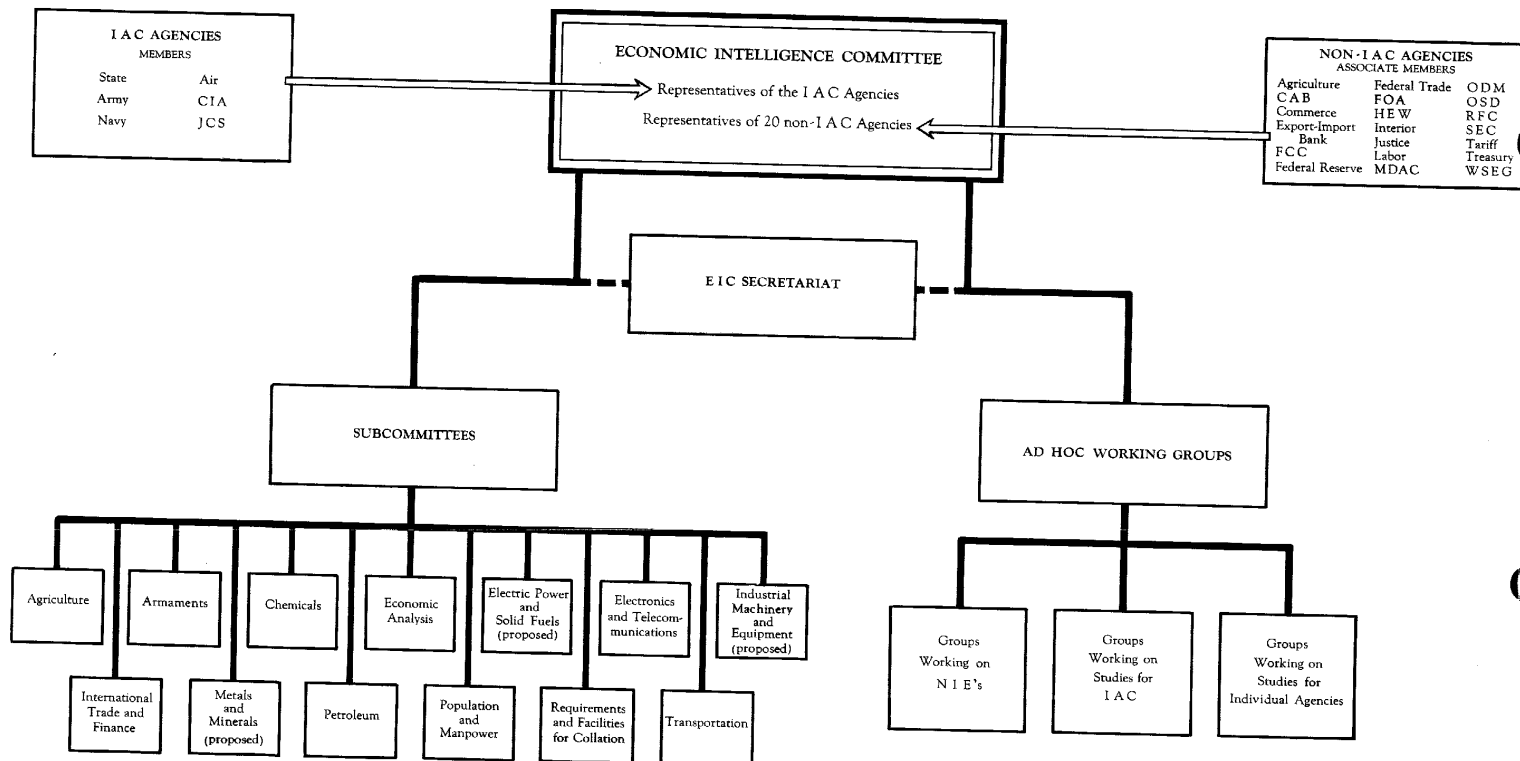 I A C AGENCIES
MEMBERS
State Air
Army CIA
Navy JCS
ECONOMIC INTELLIGENCE COMMITTEE
Representatives of the I A C Agencies
Representatives of 20 non-I A C Agencies
NON-IAC AGENCIES
ASSOCIATE MEMBERS
Agriculture Federal Trade ODM
CAB FOA OSD
Commerce HEW RFC
Export-Import Interior SEC
Bank Justice Tariff
FCC Labor Treasury
Federal Reserve MDAC WSEG
E I C SECRETARIAT
SUBCOMMITTEES
AD HOC WORKING GROUPS
Agriculture
Armaments
Chemicals
Economic
Analysis
Electric Power
and
Solid Fuels
(proposed)
Electronics
and Telecom-
munications
Industrial
Machinery
and
Equipment
(proposed)
International
Trade and
Finance
Metals
and
Minerals
(proposed)
Petroleum
Population
and
Manpower
Requirements
and Facilities
for Collation
Transportation
Groups
Working on
N I E's
Groups
Working on
Studies for
I A C
Groups
Working on
Studies for
Individual Agencies